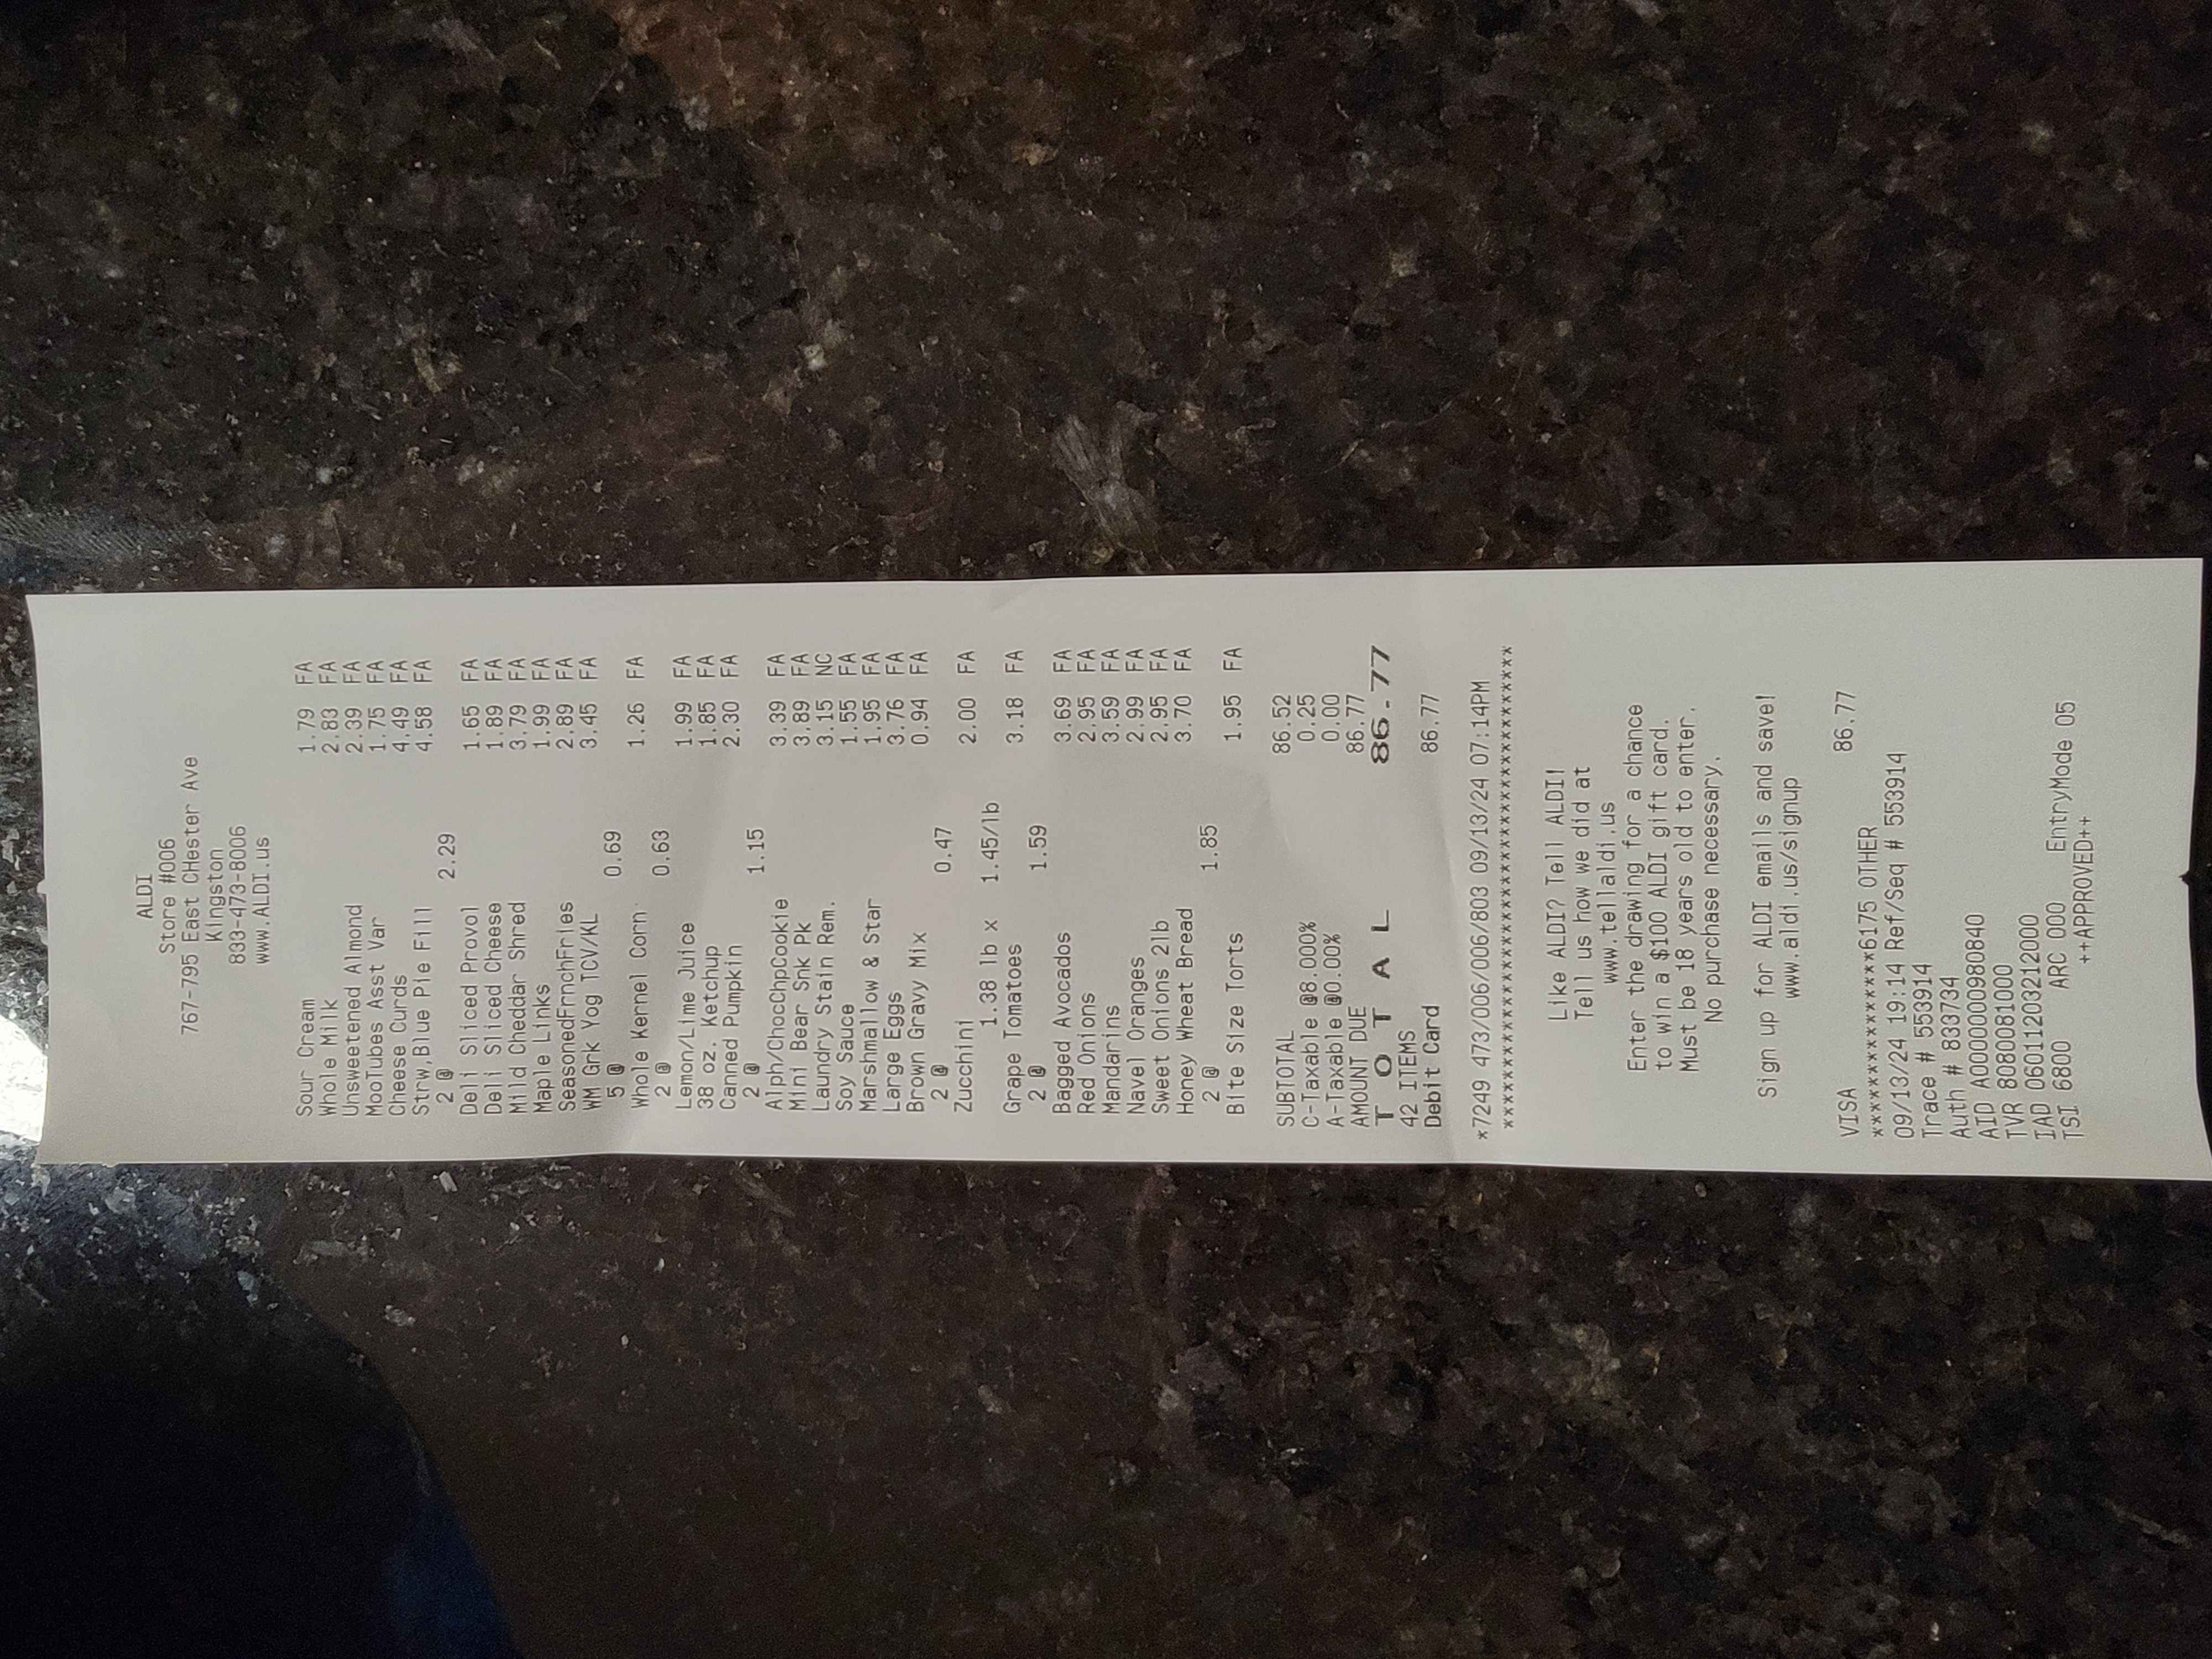 ALDI
Store #006
767-795 East CHester Ave
Kingston
833-473-8006
www.ALDI.us
Sour Cream 1.79 FA
Whole Milk 2.83 FA
Unsweetened Almond 2.39 FA
MooTubes Asst Var 1.75 FA
Cheese Curds 4.49 FA
Strw,Blue Pie Fill 4.58 FA
2 @ 2.29
Deli Sliced Provol 1.65 FA
Deli Sliced Cheese 1.89 FA
Mild Cheddar Shred 3.79 FA
Maple Links 1.99 FA
SeasonedFrnchFries 2.89 FA
WM Grk Yog TCV/KL 3.45 FA
5 @ 0.69
Whole Kernel Corn 1.26 FA
2 @ 0.63
Lemon/Lime Juice 1.99 FA
38 oz. Ketchup 1.85 FA
Canned Pumpkin 2.30 FA
2 @ 1.15
Alph/ChocChpCookie 3.39 FA
Mini Bear Snk Pk 3.89 FA
Laundry Stain Rem. 3.15 NC
Soy Sauce 1.55 FA
Marshmallow & Star 1.95 FA
Large Eggs 3.76 FA
Brown Gravy Mix 0.94 FA
2 @ 0.47
Zucchini 2.00 FA
1.38 lb x 1.45/lb
Grape Tomatoes 3.18 FA
2 @ 1.59
Bagged Avocados 3.69 FA
Red Onions 2.95 FA
Mandarins 3.59 FA
Navel Oranges 2.99 FA
Sweet Onions 2lb 2.95 FA
Honey Wheat Bread 3.70 FA
2 @ 1.85
Bite Size Torts 1.95 FA
SUBTOTAL 86.52
C-Taxable @8.000% 0.25
A-Taxable @0.00% 0.00
AMOUNT DUE 86.77
T O T A L 86.77
42 ITEMS
Debit Card 86.77
*7249 473/006/006/803 09/13/24 07:14PM
****************************************
Like ALDI? Tell ALDI!
Tell us how we did at
www.tellaldi.us
Enter the drawing for a chance
to win a $100 ALDI gift card.
Must be 18 years old to enter.
No purchase necessary.
Sign up for ALDI emails and save!
www.aldi.us/signup
VISA 86.77
***************6175 OTHER
09/13/24 19:14 Ref/Seq # 553914
Trace # 553914
Auth # 833734
AID A0000000980840
TVR 8080081000
IAD 06011203212000
TSI 6800 ARC 000 EntryMode 05
++APPROVED++